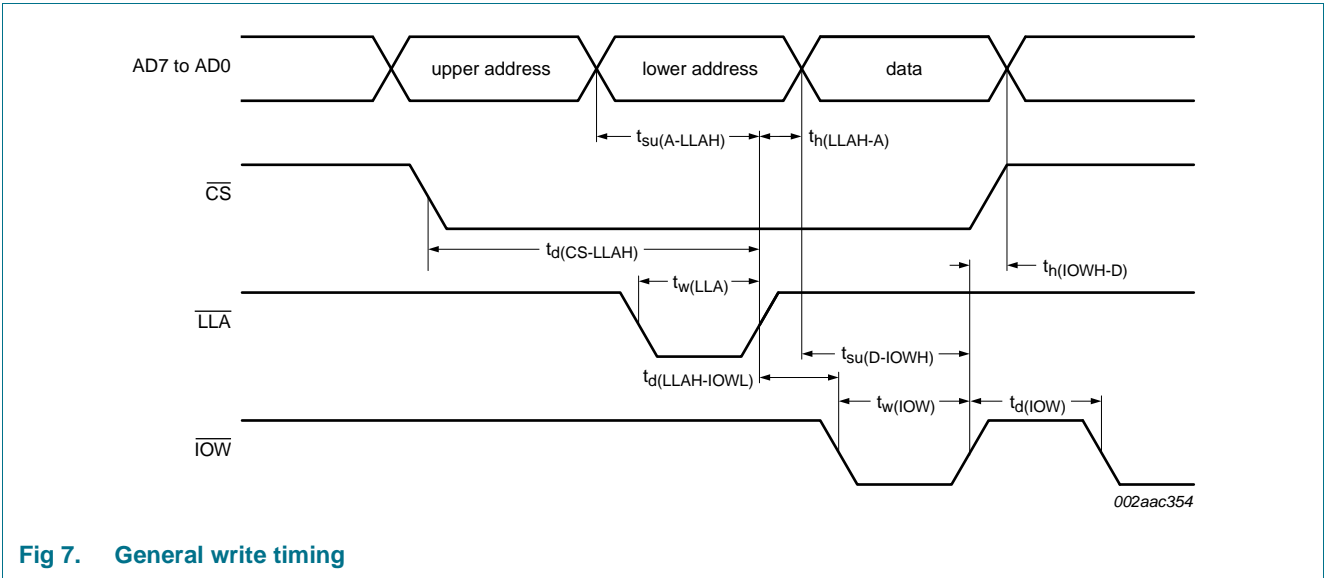 AD7 to AD0
upper address
lower address
data
tsu(A-LLAH)
th(LLAH-A)
CS
td(CS-LLAH)
th(IOWH-D)
tw(LLA)
LLA
tsu(D-IOWH)
td(LLAH-IOWL)
tw(IOW)
td(IOW)
IOW
002aac354
Fig 7. General write timing